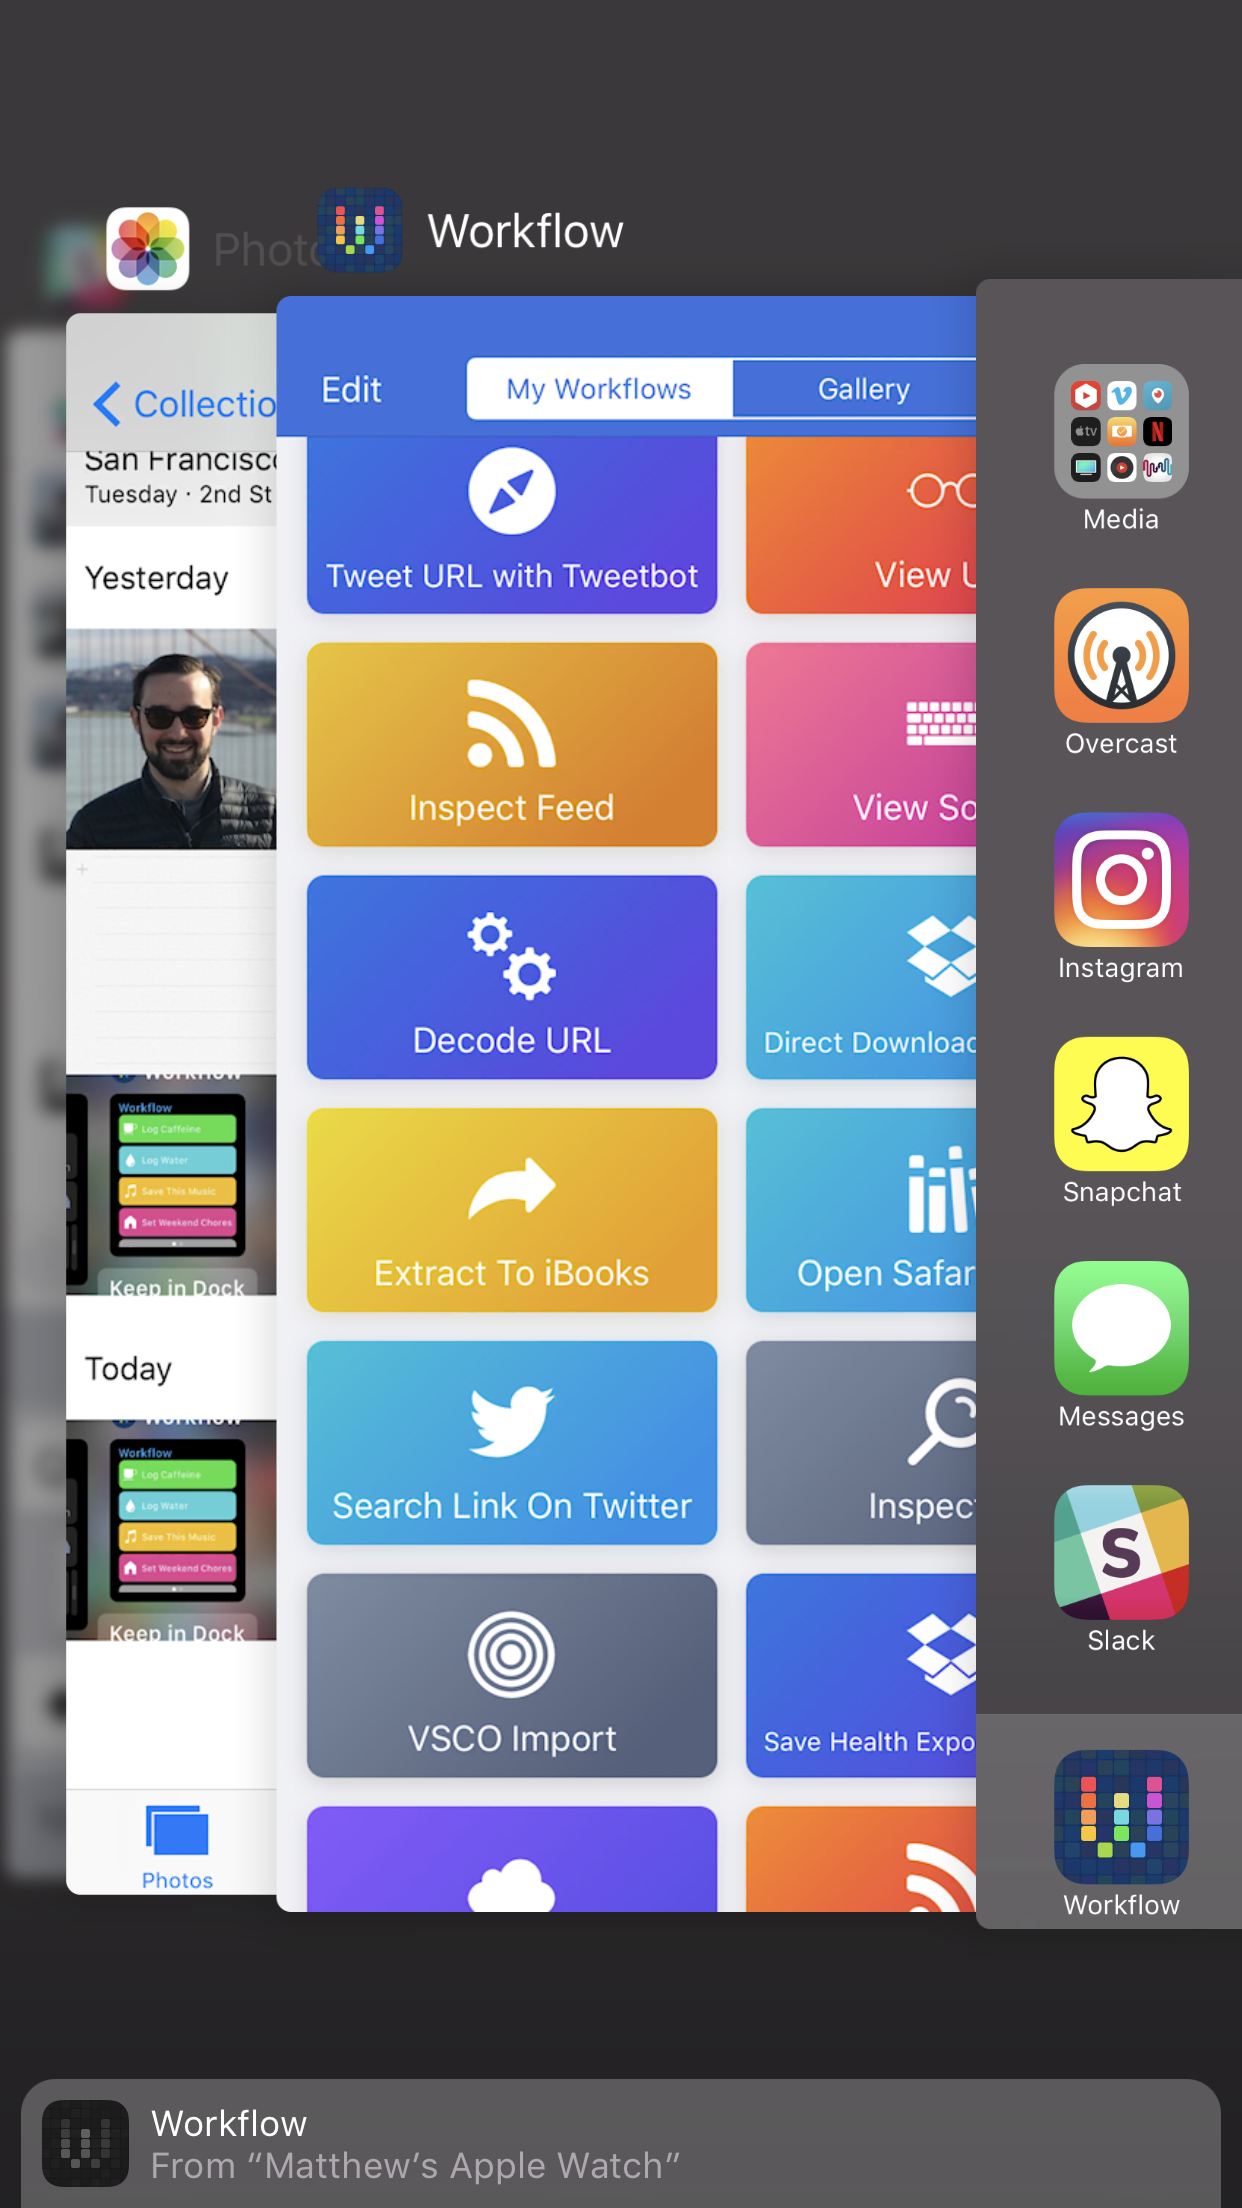 Photo
Workflow
Collectio
San Francisco
Tuesday · 2nd St
Yesterday
Workflow
Workflow
Log Caffeine
Log Water
Save This Music
Set Weekend Chores
Keep in Dock
Today
Workflow
Workflow
Log Caffeine
Log Water
Save This Music
Set Weekend Chores
Keep in Dock
Photos
Edit
My Workflows
Gallery
Tweet URL with Tweetbot
View U
Inspect Feed
View So
Decode URL
Direct Downloac
Extract To iBooks
Open Safar
Search Link On Twitter
Inspect
VSCO Import
Save Health Expo
tv
N
Media
Overcast
Instagram
Snapchat
Messages
S
Slack
Workflow
Workflow
From “Matthew’s Apple Watch”